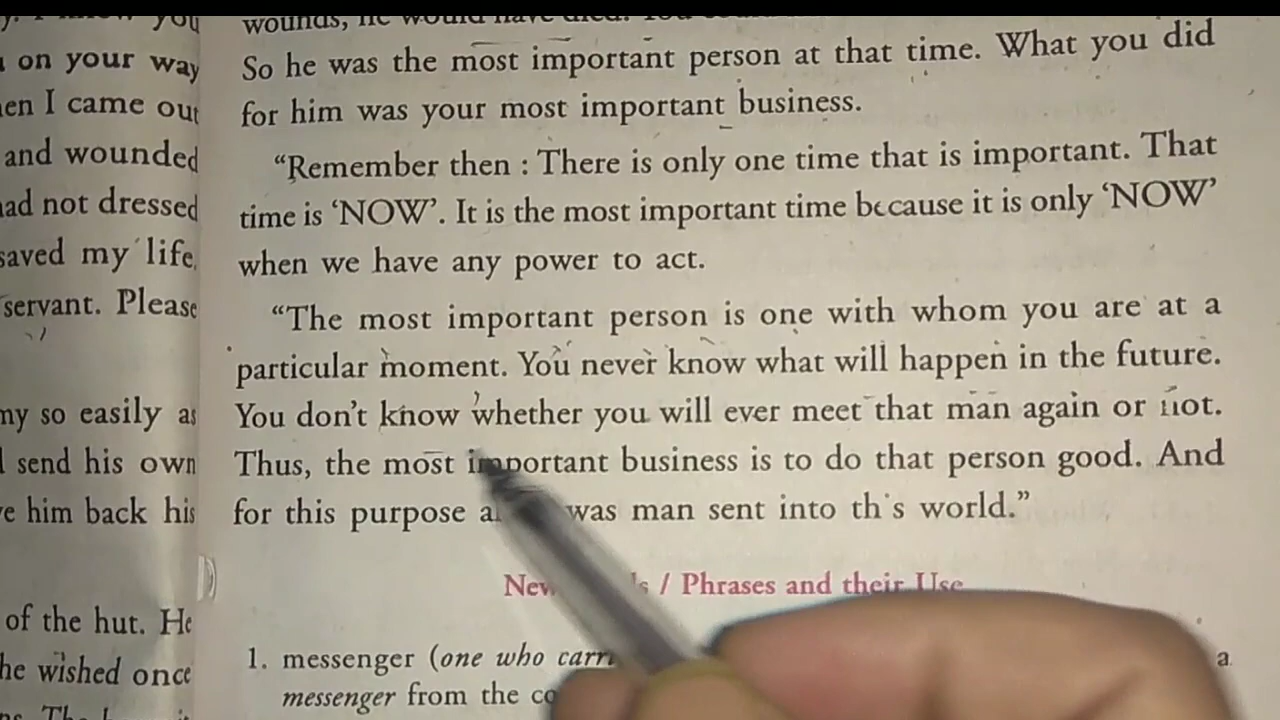 you
on your way
I came out
and wounded
not dressed
saved my life,
servant. Please
so easily as
send his own
him back his
of the hut. He
he wished once
wounds, he would have died.
So he was the most important person at that time. What you did
for him was your most important business.
“Remember then : There is only one time that is important. That
time is ‘NOW’. It is the most important time because it is only ‘NOW’
when we have any power to act.
“The most important person is one with whom you are at a
particular moment. You never know what will happen in the future.
You don’t know whether you will ever meet that man again or not.
Thus, the most important business is to do that person good. And
for this purpose was man sent into this world.”
/ Phrases and their Use
1. messenger (one who a
messenger from the